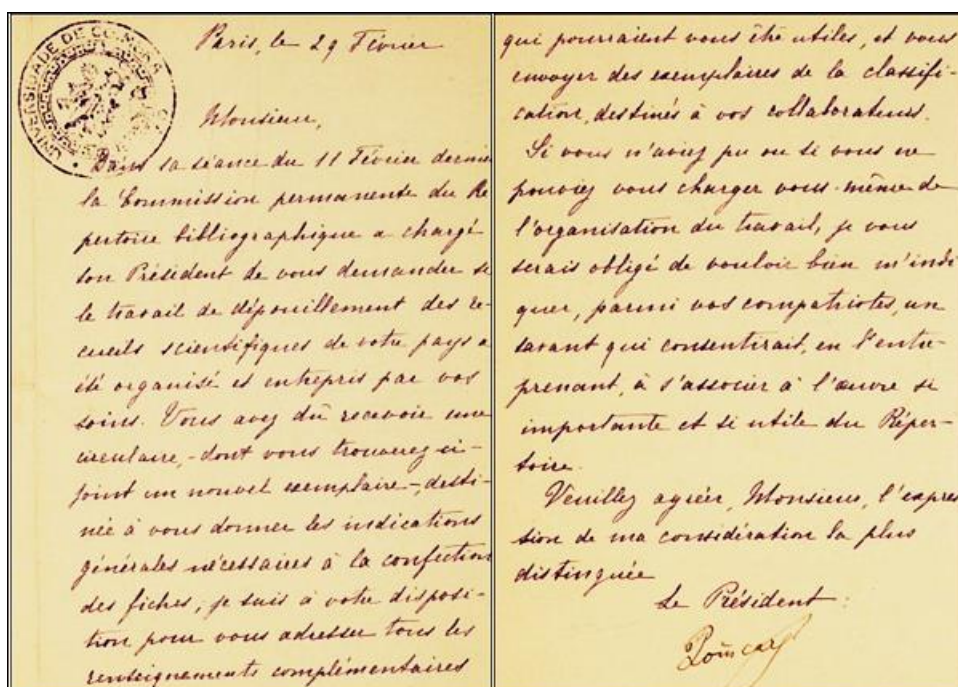 UNIVERSIDADE DE COIMBRA
Paris, le 29 Février
Monsieur,
Dans sa séance du 11 Février dernier
la Commission permanente du Ré
pertoire bibliographique a chargé
son Président de vous demander si
le travail de dépouillement des re-
cueils scientifiques de votre pays a
été organisé et entrepris par vos
soins. Vous avez dû recevoir une
circulaire, - dont vous trouverez ci-
joint un nouvel exemplaire -, desti-
née à vous donner les indications
générales nécessaires à la confection
des fiches; je suis à votre disposi-
tion pour vous adresser tous les
renseignements complémentaires
qui pourraient vous être utiles, et vous
envoyer des exemplaires de la classifi-
cation, destinés à vos collaborateurs.
Si vous n'aviez pu ou si vous ne
pouviez vous charger vous-même de
l'organisation du travail, je vous
serais obligé de vouloir bien m'indi
quer, parmi vos compatriotes, un
savant qui consentirait, en l'entre-
prenant, à s'associer à l'œuvre si
importante et si utile du Réper-
toire.
Veuillez agréer, Monsieur, l'expres
sion de ma considération la plus
distinguée
Le Président:
Poincaré